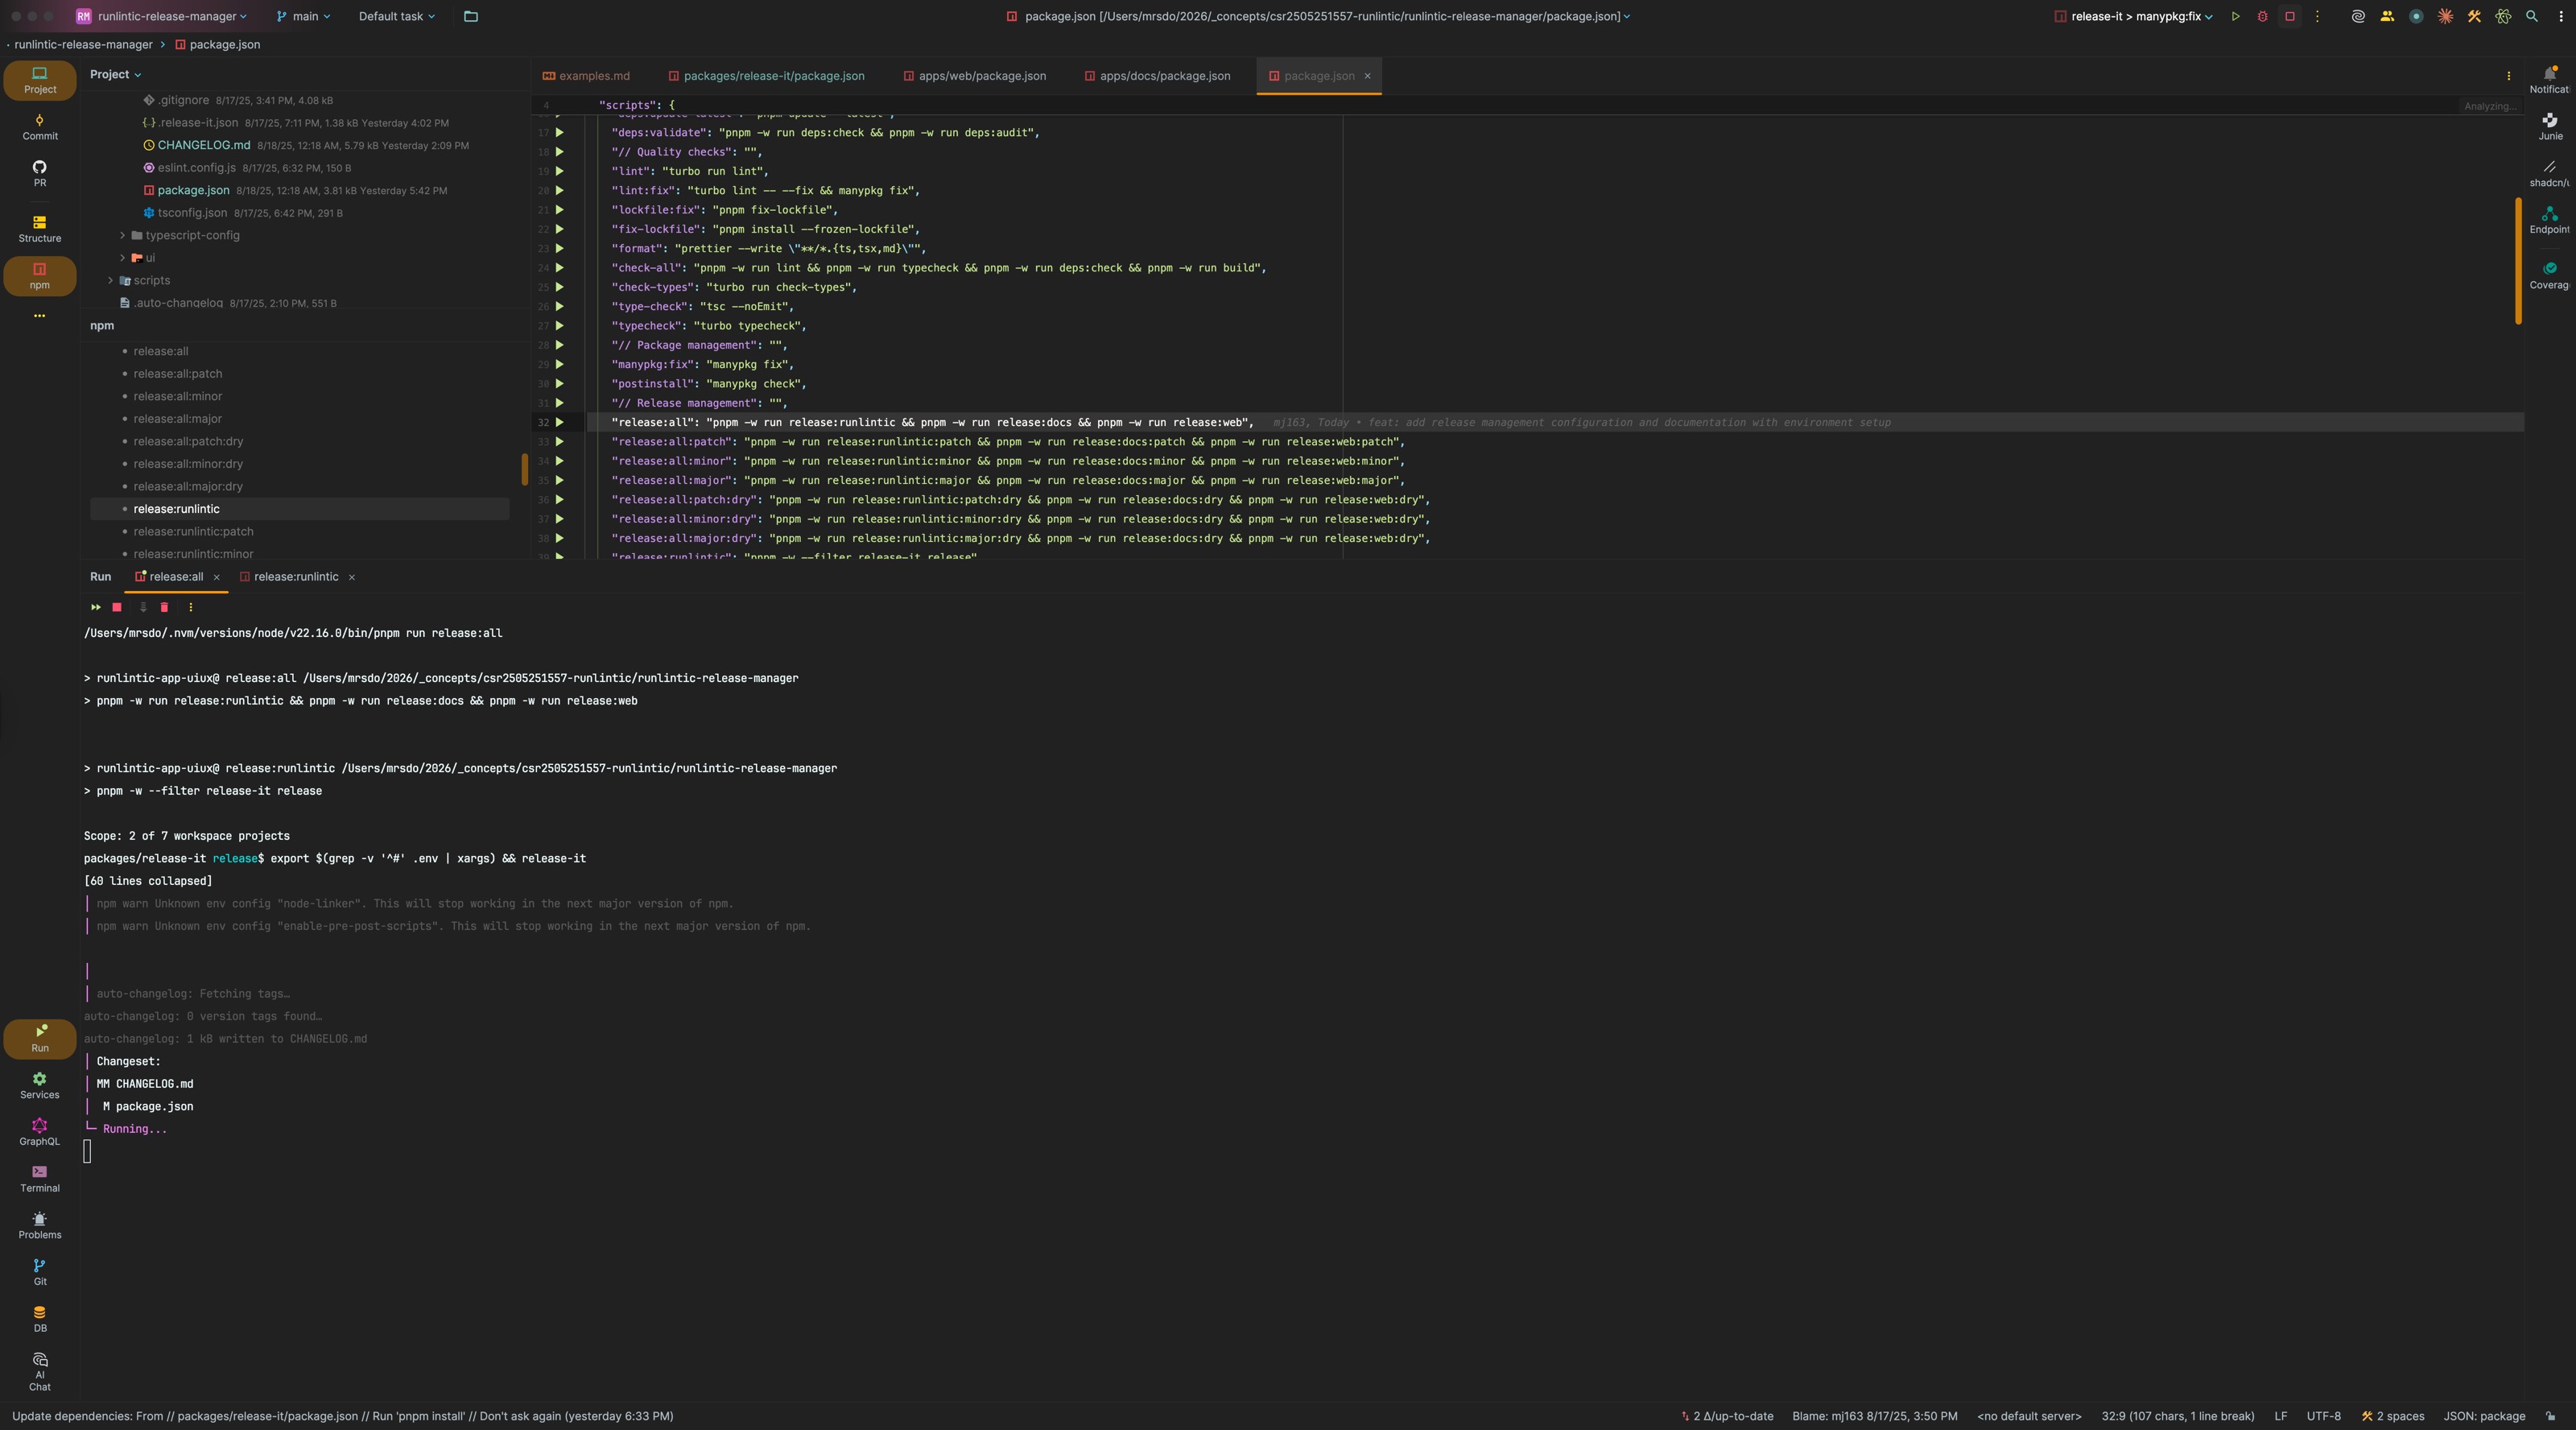 RM runlintic-release-manager main Default task package.json [/Users/mrsdo/2026/_concepts/csr2505251557-runlintic/runlintic-release-manager/package.json] release-it > manypkg:fix
runlintic-release-manager > package.json
Project
Commit
PR
Structure
npm
Project
.gitignore 8/17/25, 3:41 PM, 4.08 kB
.release-it.json 8/17/25, 7:11 PM, 1.38 kB Yesterday 4:02 PM
CHANGELOG.md 8/18/25, 12:18 AM, 5.79 kB Yesterday 2:09 PM
eslint.config.js 8/17/25, 6:32 PM, 150 B
package.json 8/18/25, 12:18 AM, 3.81 kB Yesterday 5:42 PM
tsconfig.json 8/17/25, 6:42 PM, 291 B
typescript-config
ui
scripts
.auto-changelog 8/17/25, 2:10 PM, 551 B
npm
release:all
release:all:patch
release:all:minor
release:all:major
release:all:patch:dry
release:all:minor:dry
release:all:major:dry
release:runlintic
release:runlintic:patch
release:runlintic:minor
examples.md packages/release-it/package.json apps/web/package.json apps/docs/package.json package.json
4 "scripts": {
Analyzing...
17 "deps:validate": "pnpm -w run deps:check && pnpm -w run deps:audit",
18 "// Quality checks": "",
19 "lint": "turbo run lint",
20 "lint:fix": "turbo lint -- --fix && manypkg fix",
21 "lockfile:fix": "pnpm fix-lockfile",
22 "fix-lockfile": "pnpm install --frozen-lockfile",
23 "format": "prettier --write \"**/*.{ts,tsx,md}\"",
24 "check-all": "pnpm -w run lint && pnpm -w run typecheck && pnpm -w run deps:check && pnpm -w run build",
25 "check-types": "turbo run check-types",
26 "type-check": "tsc --noEmit",
27 "typecheck": "turbo typecheck",
28 "// Package management": "",
29 "manypkg:fix": "manypkg fix",
30 "postinstall": "manypkg check",
31 "// Release management": "",
32 "release:all": "pnpm -w run release:runlintic && pnpm -w run release:docs && pnpm -w run release:web", mj163, Today • feat: add release management configuration and documentation with environment setup
33 "release:all:patch": "pnpm -w run release:runlintic:patch && pnpm -w run release:docs:patch && pnpm -w run release:web:patch",
34 "release:all:minor": "pnpm -w run release:runlintic:minor && pnpm -w run release:docs:minor && pnpm -w run release:web:minor",
35 "release:all:major": "pnpm -w run release:runlintic:major && pnpm -w run release:docs:major && pnpm -w run release:web:major",
36 "release:all:patch:dry": "pnpm -w run release:runlintic:patch:dry && pnpm -w run release:docs:dry && pnpm -w run release:web:dry",
37 "release:all:minor:dry": "pnpm -w run release:runlintic:minor:dry && pnpm -w run release:docs:dry && pnpm -w run release:web:dry",
38 "release:all:major:dry": "pnpm -w run release:runlintic:major:dry && pnpm -w run release:docs:dry && pnpm -w run release:web:dry",
39 "release:runlintic": "pnpm -w --filter release-it release"
Notificat
Junie
shadcn/u
Endpoint
Coverag
Run release:all release:runlintic
/Users/mrsdo/.nvm/versions/node/v22.16.0/bin/pnpm run release:all
> runlintic-app-uiux@ release:all /Users/mrsdo/2026/_concepts/csr2505251557-runlintic/runlintic-release-manager
> pnpm -w run release:runlintic && pnpm -w run release:docs && pnpm -w run release:web
> runlintic-app-uiux@ release:runlintic /Users/mrsdo/2026/_concepts/csr2505251557-runlintic/runlintic-release-manager
> pnpm -w --filter release-it release
Scope: 2 of 7 workspace projects
packages/release-it release$ export $(grep -v '^#' .env | xargs) && release-it
[60 lines collapsed]
npm warn Unknown env config "node-linker". This will stop working in the next major version of npm.
npm warn Unknown env config "enable-pre-post-scripts". This will stop working in the next major version of npm.
auto-changelog: Fetching tags…
auto-changelog: 0 version tags found…
auto-changelog: 1 kB written to CHANGELOG.md
Changeset:
MM CHANGELOG.md
M package.json
Running...
Run
Services
GraphQL
Terminal
Problems
Git
DB
AI
Chat
Update dependencies: From // packages/release-it/package.json // Run 'pnpm install' // Don't ask again (yesterday 6:33 PM) 2 Δ/up-to-date Blame: mj163 8/17/25, 3:50 PM <no default server> 32:9 (107 chars, 1 line break) LF UTF-8 2 spaces JSON: package